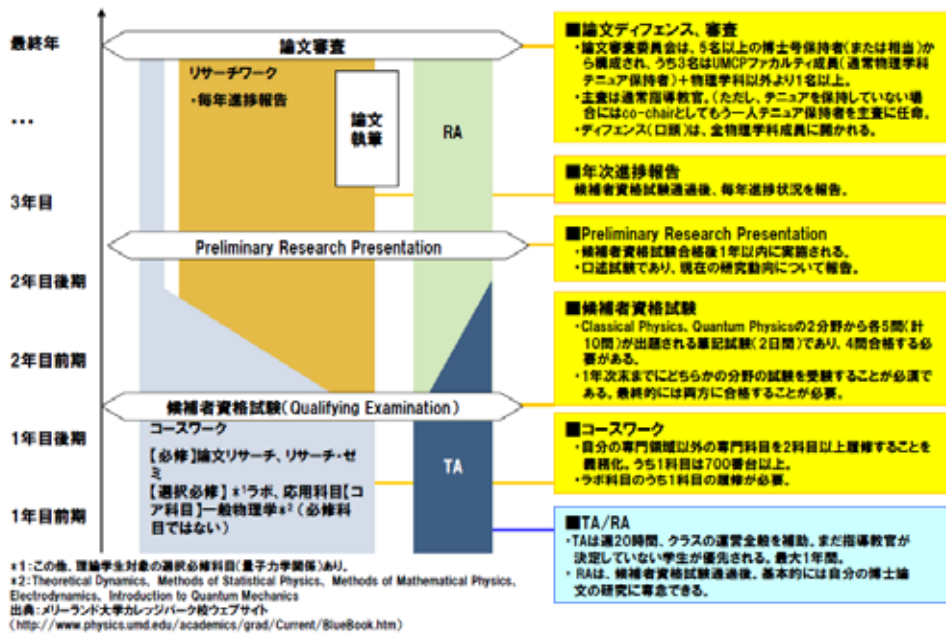 最終年
…
3年目
2年目後期
2年目前期
1年目後期
1年目前期
論文審査
リサーチワーク
・毎年進捗報告
論文
執筆
RA
Preliminary Research Presentation
候補者資格試験(Qualifying Examination)
コースワーク
【必修】論文リサーチ、リサーチ・ゼ
ミ
【選択必修】*1ラボ、応用科目【コ
ア科目】一般物理学*2(必修科
目ではない)
TA
■論文ディフェンス、審査
・論文審査委員会は、5名以上の博士号保持者(または相当)か
ら構成され、うち3名はUMCPファカルティ成員(通常物理学科
テニュア保持者)+物理学科以外より1名以上。
・主査は通常指導教官。(ただし、テニュアを保持していない場
合にはco-chairとしてもう一人テニュア保持者を主査に任命。
・ディフェンス(口頭)は、全物理学科成員に開かれる。
■年次進捗報告
候補者資格試験通過後、毎年進捗状況を報告。
■Preliminary Research Presentation
・候補者資格試験合格後1年以内に実施される。
・口述試験であり、現在の研究動向について報告。
■候補者資格試験
・Classical Physics、Quantum Physicsの2分野から各5問(計
10問)が出題される筆記試験(2日間)であり、4問合格する必
要がある。
・1年次末までにどちらかの分野の試験を受験することが必須で
ある。最終的には両方に合格することが必要。
■コースワーク
・自分の専門領域以外の専門科目を2科目以上履修することを
義務化。うち1科目は700番台以上。
・ラボ科目のうち1科目の履修が必要。
■TA/RA
・TAは週20時間、クラスの運営全般を補助。まだ指導教官が
決定していない学生が優先される。最大1年間。
・RAは、候補者資格試験通過後。基本的には自分の博士論
文の研究に専念できる。
*1:この他、理論学生対象の選択必修科目(量子力学関係)あり。
*2:Theoretical Dynamics、Methods of Statistical Physics、Methods of Mathematical Physics、
Electrodynamics、Introduction to Quantum Mechanics
出典:メリーランド大学カレッジパーク校ウェブサイト
(http://www.physics.umd.edu/academics/grad/Current/BlueBook.htm)